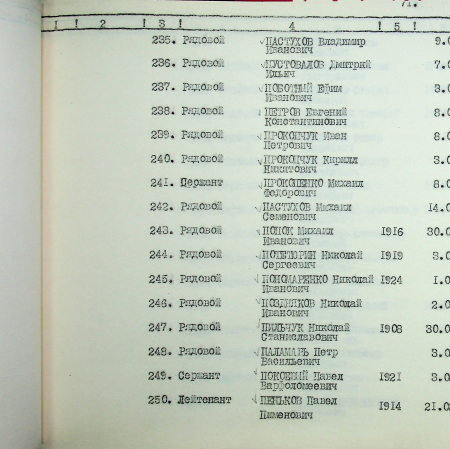 71.
1 ! 2 ! 3 ! 4 ! 5 !
235. Рядовой ПАСТУХОВ Владимир 9.0
Иванович
236. Рядовой ПУСТОВАЛОВ Дмитрий 7.0
Ильич
237. Рядовой ПОВОТНЫЙ Ефим 3.0
Иванович
238. Рядовой ПЕТРОВ Евгений 8.0
Константинович
239. Рядовой ПРОКОПЧУК Иван 8.0
Петрович
240. Рядовой ПРОКОПЧУК Кирилл 3.0
Никитович
241. Сержант ПРОКОПЕНКО Михаил 8.0
Федорович
242. Рядовой ПАСТУХОВ Михаил 14.0
Семенович
243. Рядовой ПОПОК Михаил 1916 30.0
Иванович
244. Рядовой ПОТЕТЮРИН Николай 1919 3.0
Сергеевич
245. Рядовой ПОНОМАРЕНКО Николай 1924 1.0
Иванович
246. Рядовой ПОЗДНЯКОВ Николай 2.0
Иванович
247. Рядовой ПИЛЬЧУК Николай 1908 30.0
Станиславович
248. Рядовой ПАЛАМАРЬ Петр 3.0
Васильевич
249. Сержант ПОКОЕВЫЙ Павел 1921 3.0
Варфоломеевич
250. Лейтенант ПЕНЬКОВ Павел 1914 21.0
Пименович